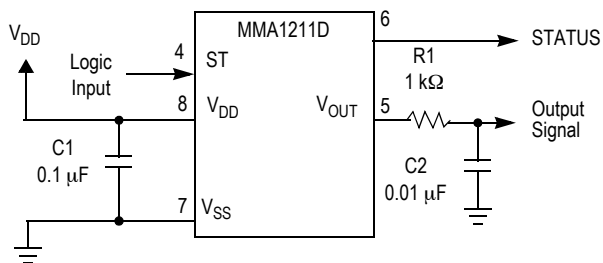 MMA1211D
6
STATUS
VDD
Logic
Input
4
ST
R1
1 kΩ
8
VDD
VOUT
5
Output
Signal
C1
0.1 μF
C2
0.01 μF
7
VSS